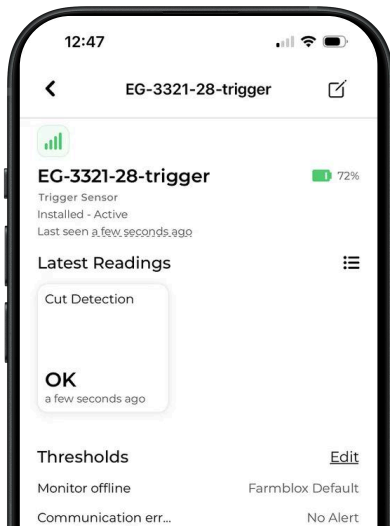 12:47
EG-3321-28-trigger
EG-3321-28-trigger
72%
Trigger Sensor
Installed - Active
Last seen a few seconds ago
Latest Readings
Cut Detection
OK
a few seconds ago
Thresholds
Edit
Monitor offline
Farmblox Default
Communication err...
No Alert